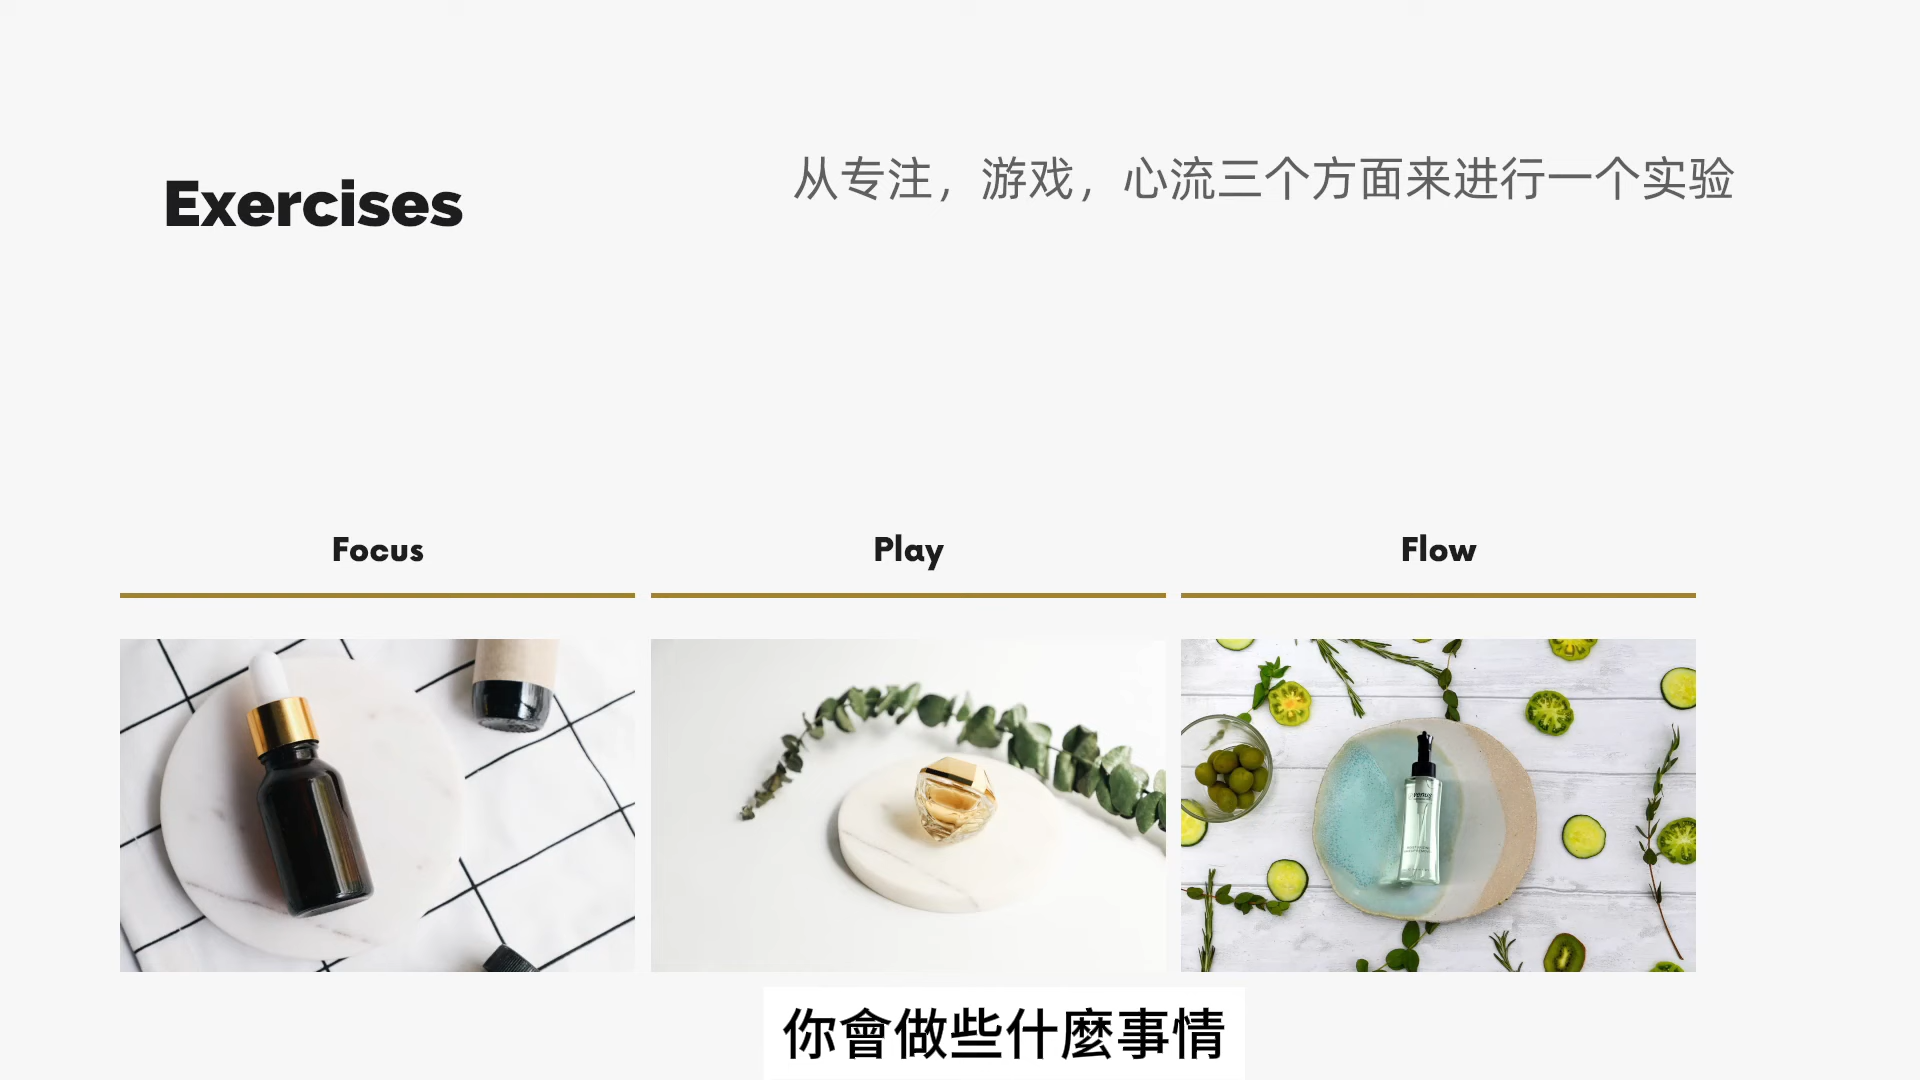 Exercises
从专注，游戏，心流三个方面来进行一个实验
Focus
Play
Flow
你會做些什麼事情